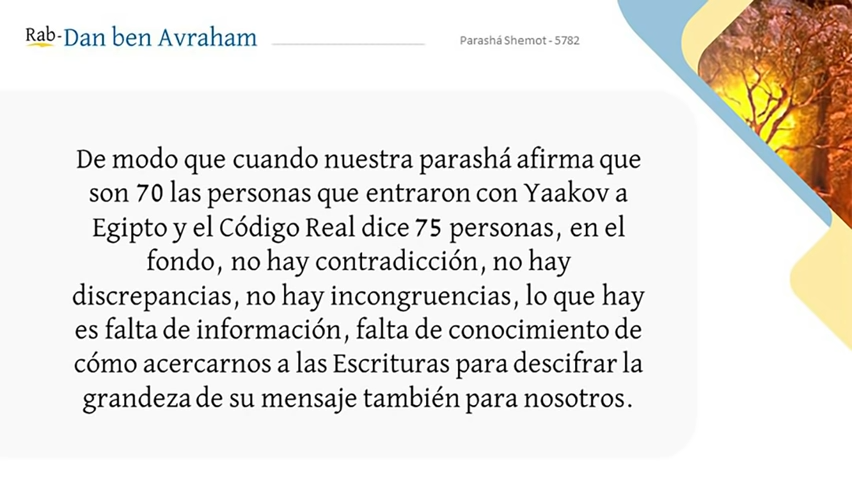 Rab-Dan ben Avraham
Parashá Shemot - 5782
De modo que cuando nuestra parashá afirma que
son 70 las personas que entraron con Yaakov a
Egipto y el Código Real dice 75 personas, en el
fondo, no hay contradicción, no hay
discrepancias, no hay incongruencias, lo que hay
es falta de información, falta de conocimiento de
cómo acercarnos a las Escrituras para descifrar la
grandeza de su mensaje también para nosotros.